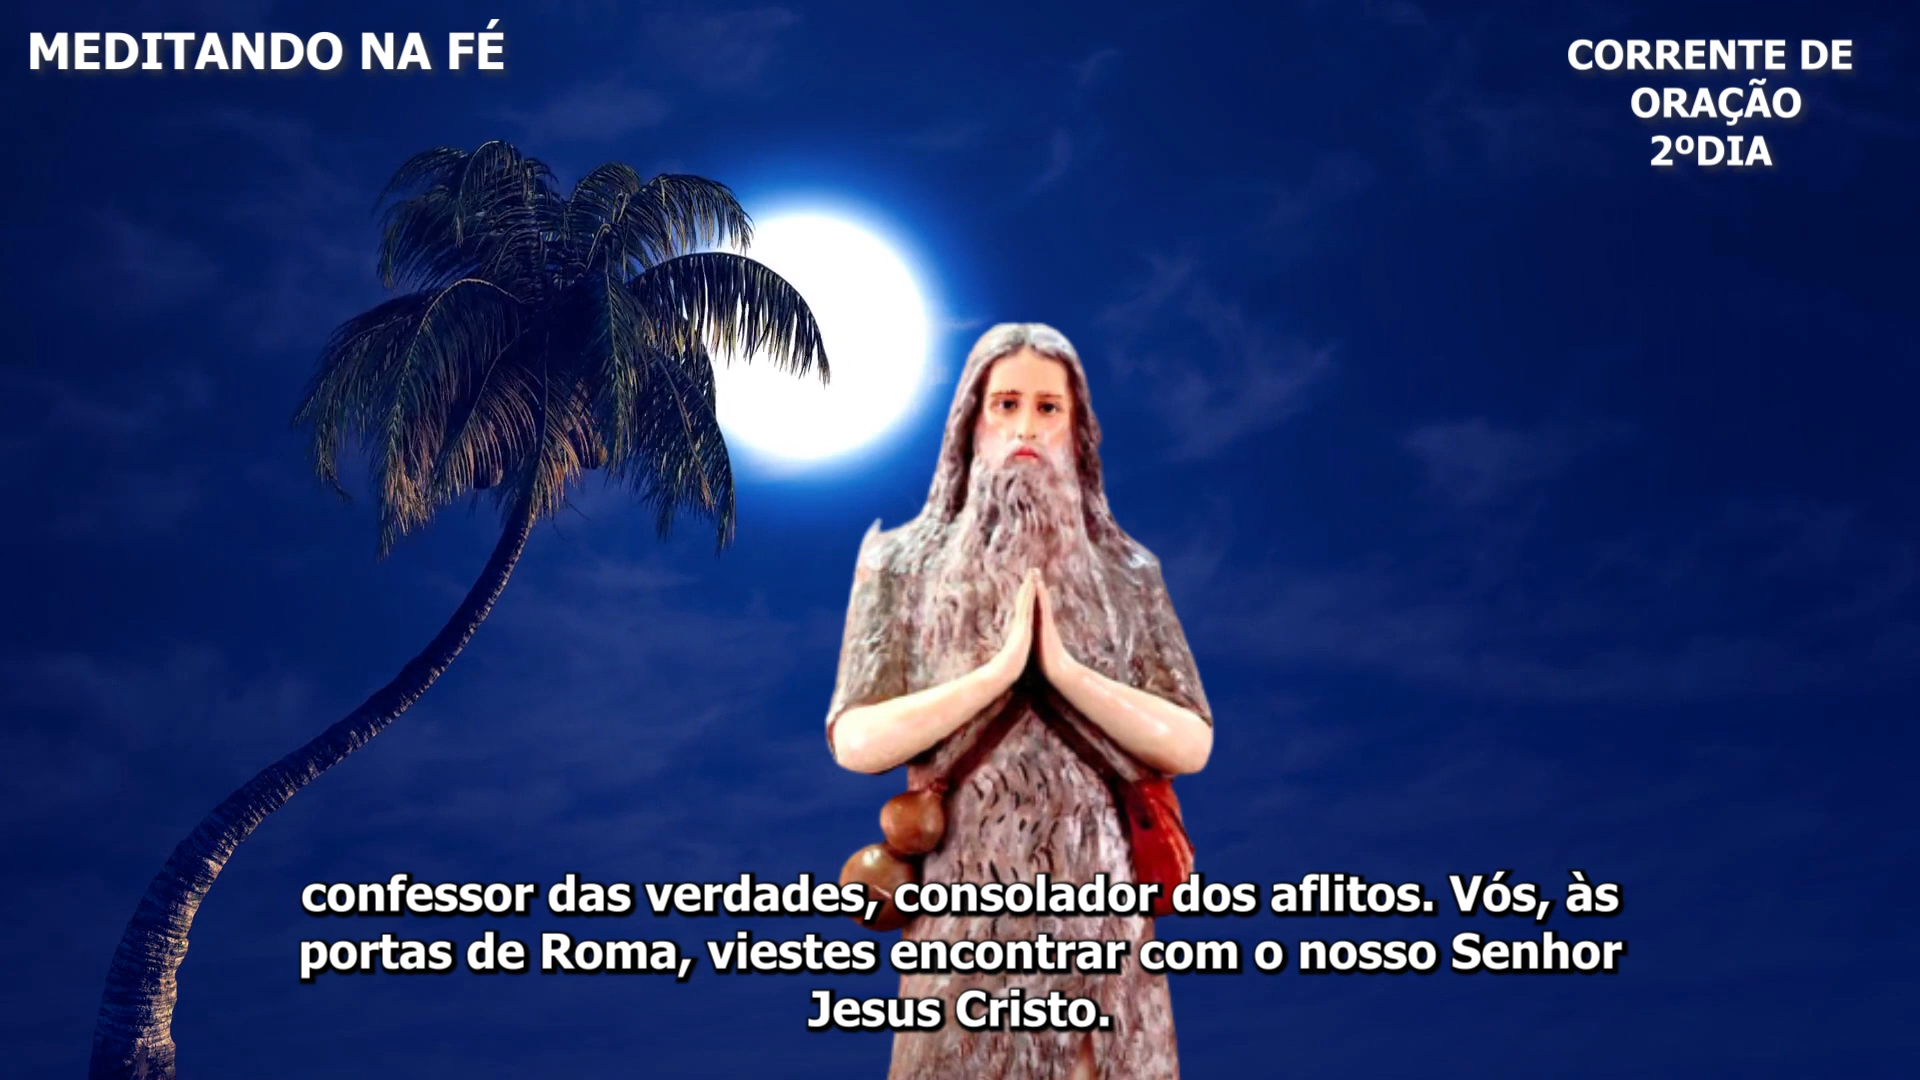 MEDITANDO NA FÉ
CORRENTE DE
ORAÇÃO
2ºDIA
confessor das verdades, consolador dos aflitos. Vós, às
portas de Roma, viestes encontrar com o nosso Senhor
Jesus Cristo.